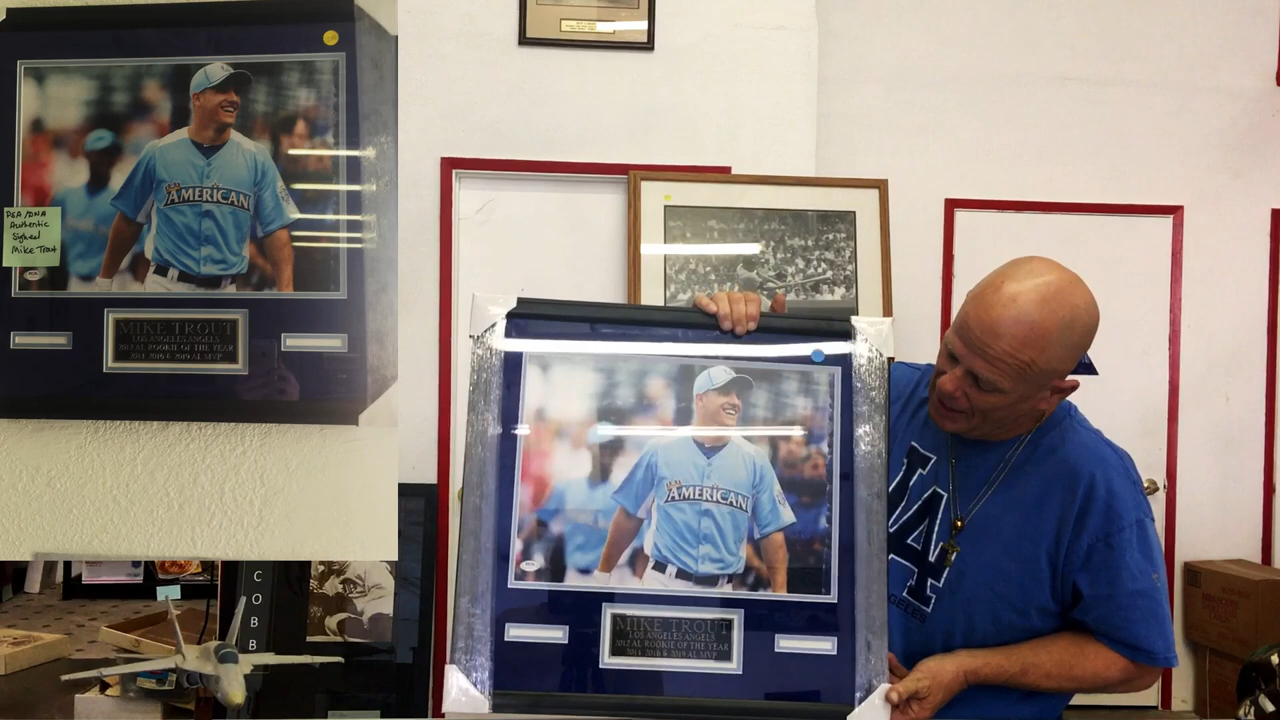 PSA/DNA
Authentic
Signed
Mike Trout
AMERICAN
MIKE TROUT
LOS ANGELES ANGELS
2012 AL ROOKIE OF THE YEAR
2014 2016 & 2019 AL MVP
AMERICAN
MIKE TROUT
LOS ANGELES ANGELS
2012 AL ROOKIE OF THE YEAR
2014 2016 & 2019 AL MVP
LA
COBB